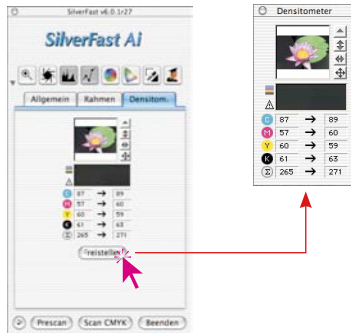 SilverFast v6.0.1r27
SilverFast Ai
Allgemein Rahmen Densitom.
C 87 → 89
M 57 → 60
Y 60 → 59
K 61 → 63
Σ 265 → 271
Freistellen
Prescan Scan CMYK Beenden
Densitometer
C 87 → 89
M 57 → 60
Y 60 → 59
K 61 → 63
Σ 265 → 271